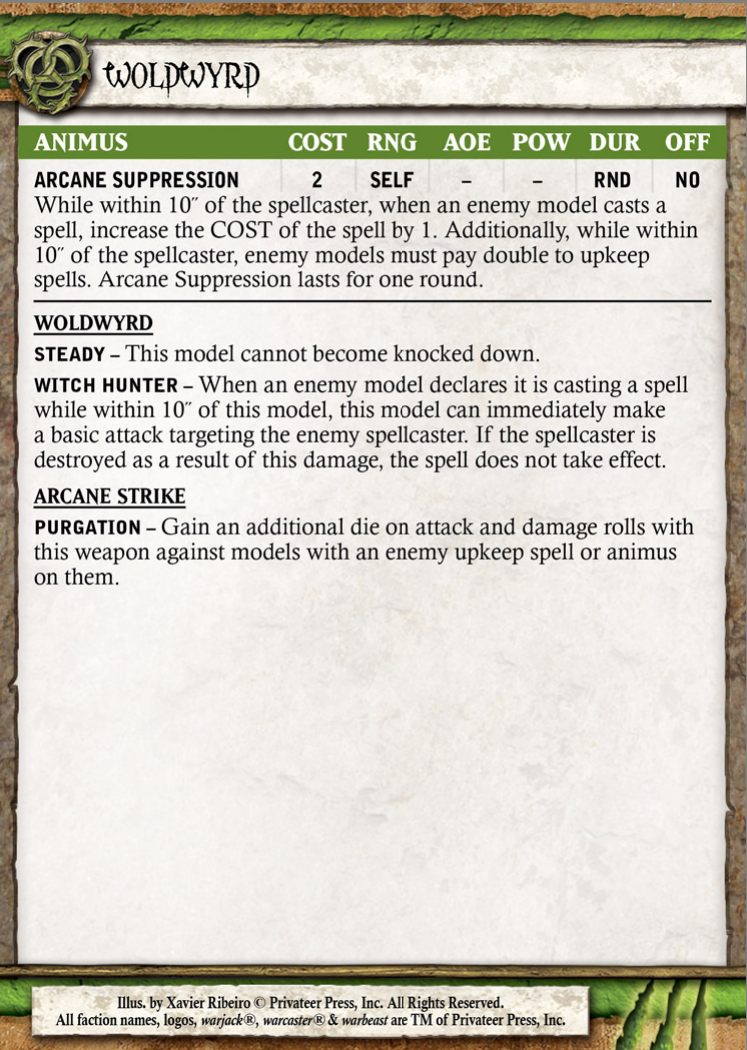 WOLDWYRD
ANIMUS COST RNG AOE POW DUR OFF
ARCANE SUPPRESSION 2 SELF – – RND NO
While within 10˝ of the spellcaster, when an enemy model casts a
spell, increase the COST of the spell by 1. Additionally, while within
10˝ of the spellcaster, enemy models must pay double to upkeep
spells. Arcane Suppression lasts for one round.
WOLDWYRD
STEADY – This model cannot become knocked down.
WITCH HUNTER – When an enemy model declares it is casting a spell
while within 10˝ of this model, this model can immediately make
a basic attack targeting the enemy spellcaster. If the spellcaster is
destroyed as a result of this damage, the spell does not take effect.
ARCANE STRIKE
PURGATION – Gain an additional die on attack and damage rolls with
this weapon against models with an enemy upkeep spell or animus
on them.
Illus. by Xavier Ribeiro © Privateer Press, Inc. All Rights Reserved.
All faction names, logos, warjack®, warcaster® & warbeast are TM of Privateer Press, Inc.